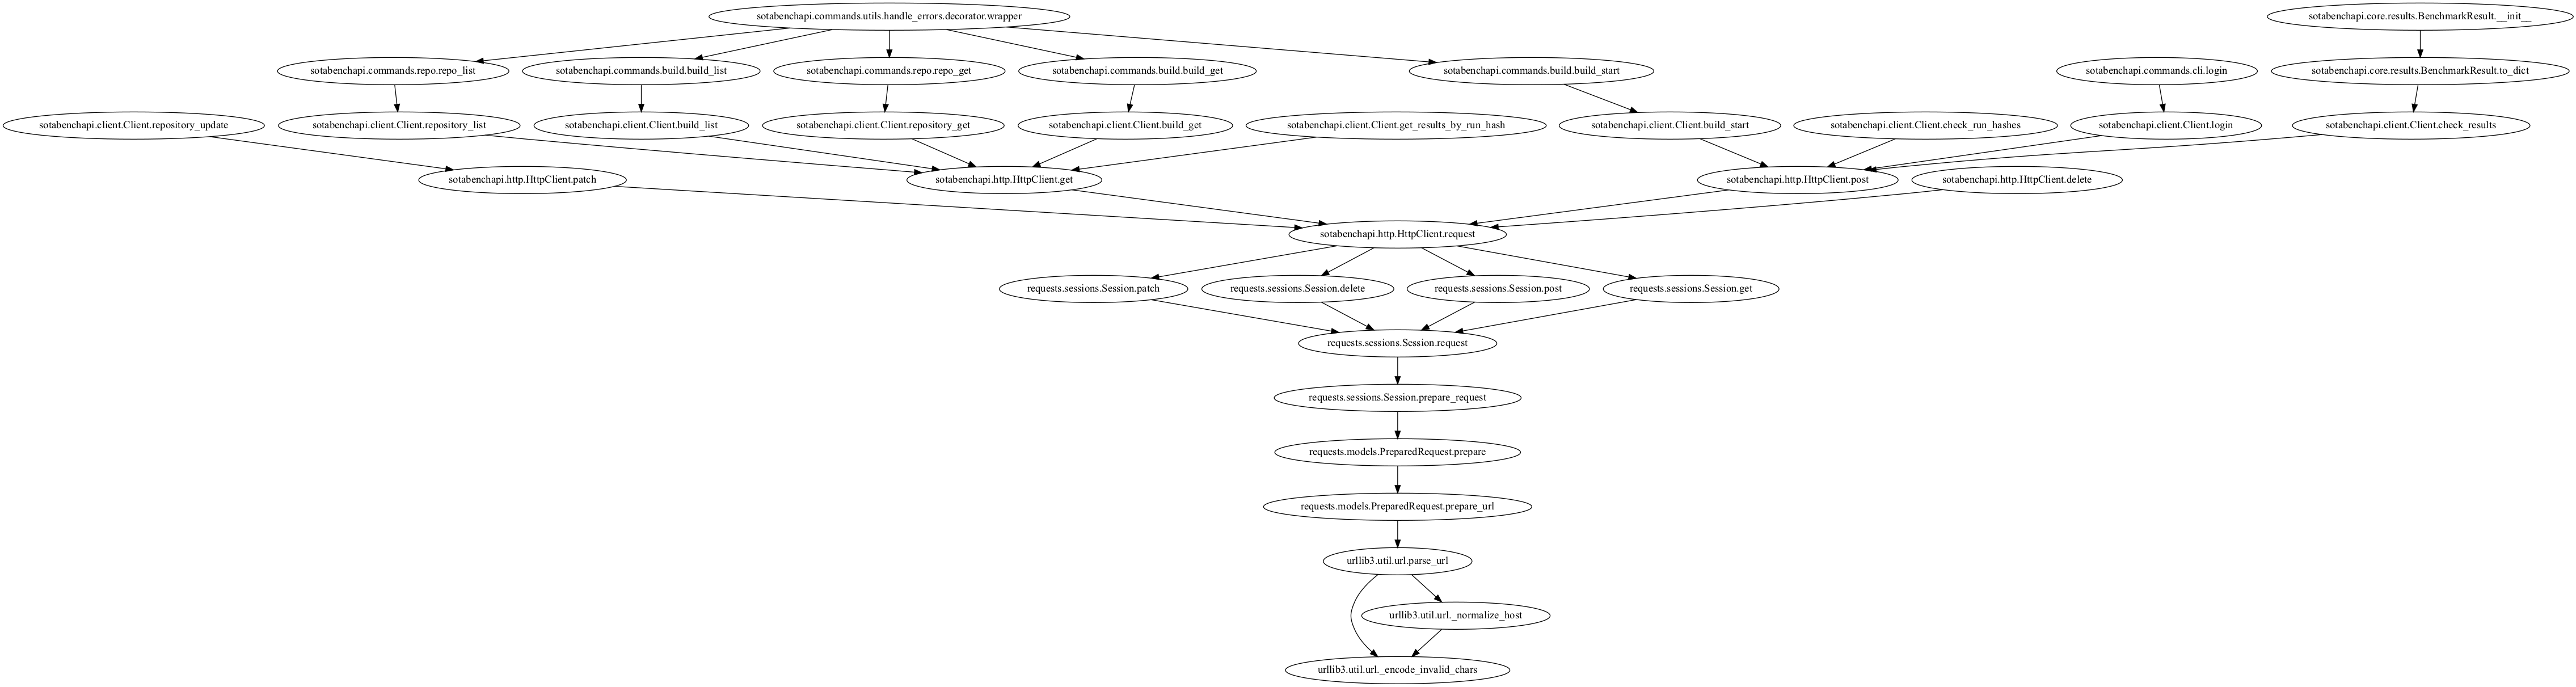 sotabenchapi.commands.utils.handle_errors.decorator.wrapper
sotabenchapi.core.results.BenchmarkResult.__init__
sotabenchapi.commands.repo.repo_list
sotabenchapi.commands.build.build_list
sotabenchapi.commands.repo.repo_get
sotabenchapi.commands.build.build_get
sotabenchapi.commands.build.build_start
sotabenchapi.commands.cli.login
sotabenchapi.core.results.BenchmarkResult.to_dict
sotabenchapi.client.Client.repository_update
sotabenchapi.client.Client.repository_list
sotabenchapi.client.Client.build_list
sotabenchapi.client.Client.repository_get
sotabenchapi.client.Client.build_get
sotabenchapi.client.Client.get_results_by_run_hash
sotabenchapi.client.Client.build_start
sotabenchapi.client.Client.check_run_hashes
sotabenchapi.client.Client.login
sotabenchapi.client.Client.check_results
sotabenchapi.http.HttpClient.patch
sotabenchapi.http.HttpClient.get
sotabenchapi.http.HttpClient.post
sotabenchapi.http.HttpClient.delete
sotabenchapi.http.HttpClient.request
requests.sessions.Session.patch
requests.sessions.Session.delete
requests.sessions.Session.post
requests.sessions.Session.get
requests.sessions.Session.request
requests.sessions.Session.prepare_request
requests.models.PreparedRequest.prepare
requests.models.PreparedRequest.prepare_url
urllib3.util.url.parse_url
urllib3.util.url._normalize_host
urllib3.util.url._encode_invalid_chars